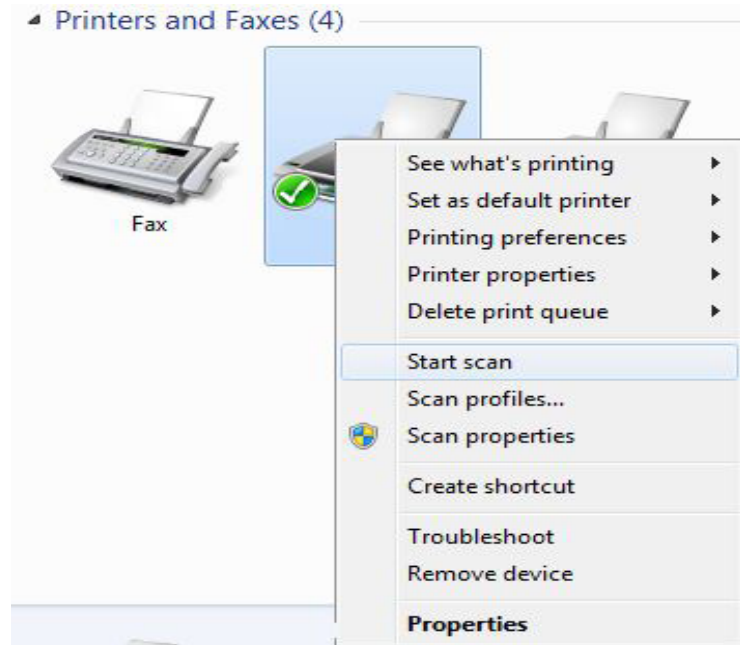 Printers and Faxes (4)
Fax
See what's printing
Set as default printer
Printing preferences
Printer properties
Delete print queue
Start scan
Scan profiles...
Scan properties
Create shortcut
Troubleshoot
Remove device
Properties